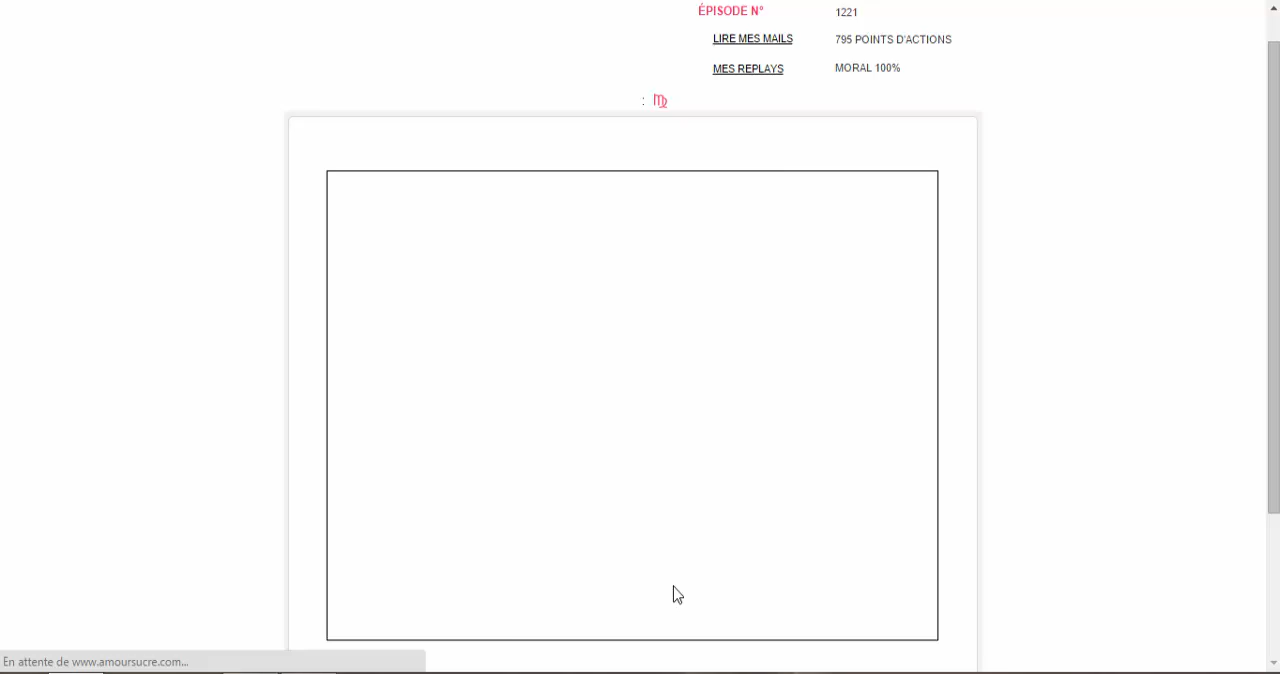 ÉPISODE N° 1221
LIRE MES MAILS 795 POINTS D'ACTIONS
MES REPLAYS MORAL 100%
: ♍
En attente de www.amoursucre.com...